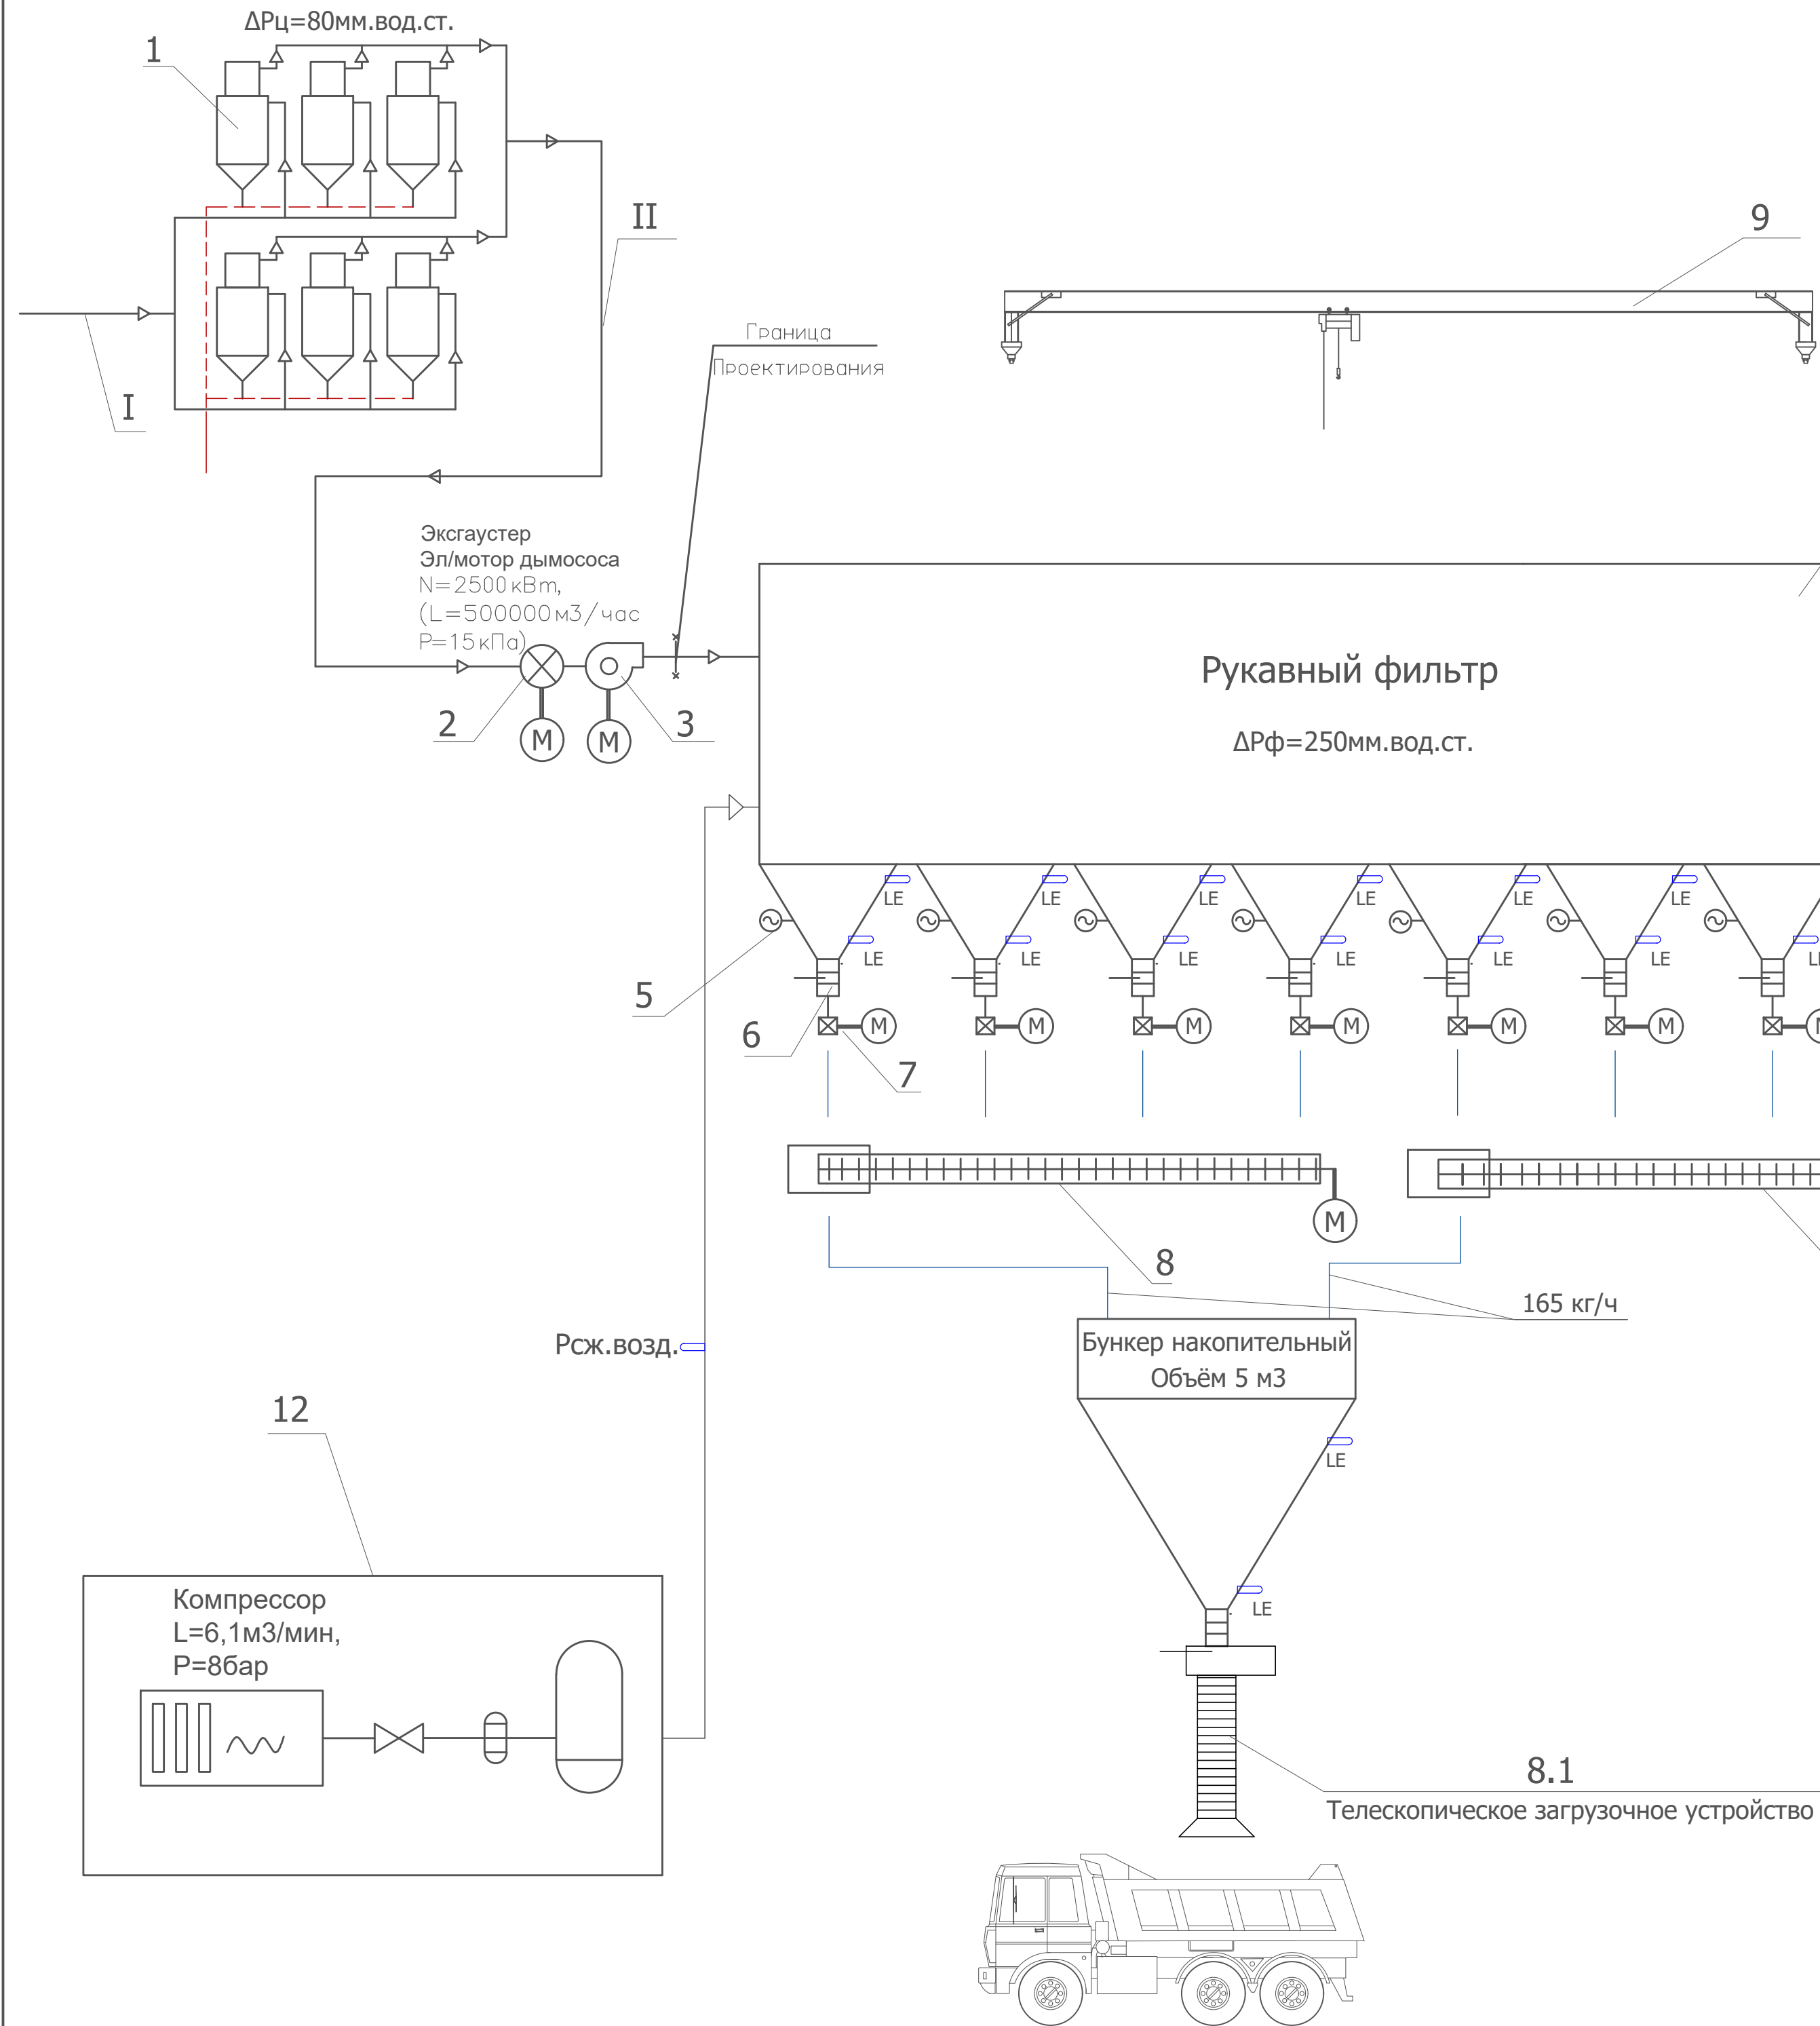 ΔРц=80мм.вод.ст.
1
II
9
Граница
Проектирования
I
Эксгаустер
Эл/мотор дымососа
N=2500кВт,
(L=500000м3/час
P=15кПа)
Рукавный фильтр
2
3
М
М
ΔРф=250мм.вод.ст.
LE
LE
LE
LE
LE
LE
LE
LE
LE
LE
LE
LE
5
6
М
М
М
М
М
М
7
М
8
165 кг/ч
Рсж.возд.
Бункер накопительный
Объём 5 м3
12
LE
Компрессор
L=6,1м3/мин,
P=8бар
LE
8.1
Телескопическое загрузочное устройство